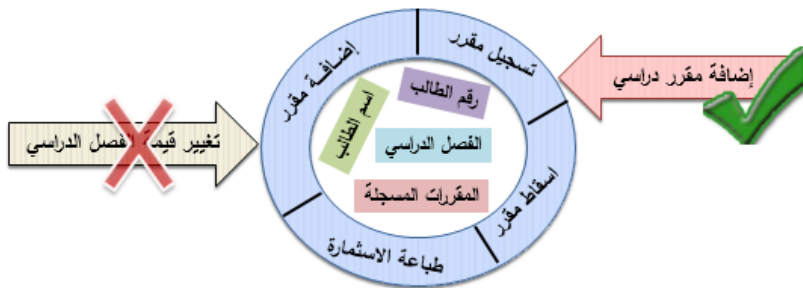 إضافة مقرر
تسجيل مقرر
إضافة مقرر دراسي
رقم الطالب
اسم الطالب
تغيير قيمة الفصل الدراسي
الفصل الدراسي
المقررات المسجلة
اسقاط مقرر
طباعة الاستمارة